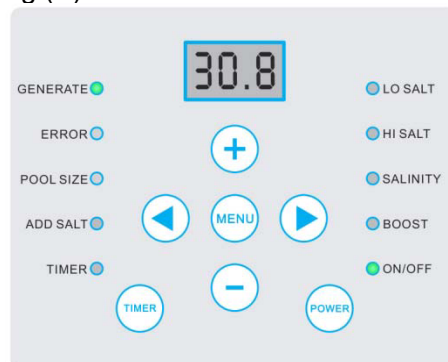 30.8
GENERATE
ERROR
POOL SIZE
ADD SALT
TIMER
LO SALT
HI SALT
SALINITY
BOOST
ON/OFF
+
MENU
−
TIMER
POWER